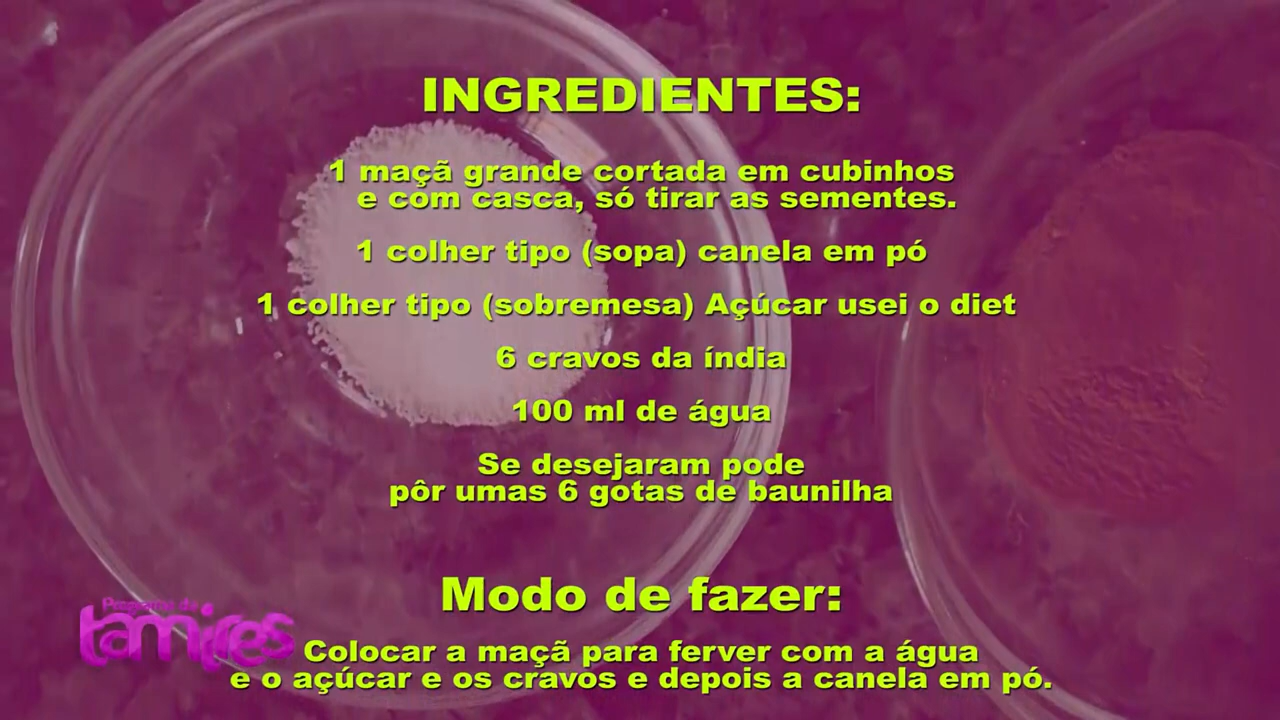 INGREDIENTES:
1 maçã grande cortada em cubinhos
e com casca, só tirar as sementes.
1 colher tipo (sopa) canela em pó
1 colher tipo (sobremesa) Açúcar usei o diet
6 cravos da índia
100 ml de água
Se desejaram pode
pôr umas 6 gotas de baunilha
Modo de fazer:
Programa da
tamires
Colocar a maçã para ferver com a água
e o açúcar e os cravos e depois a canela em pó.